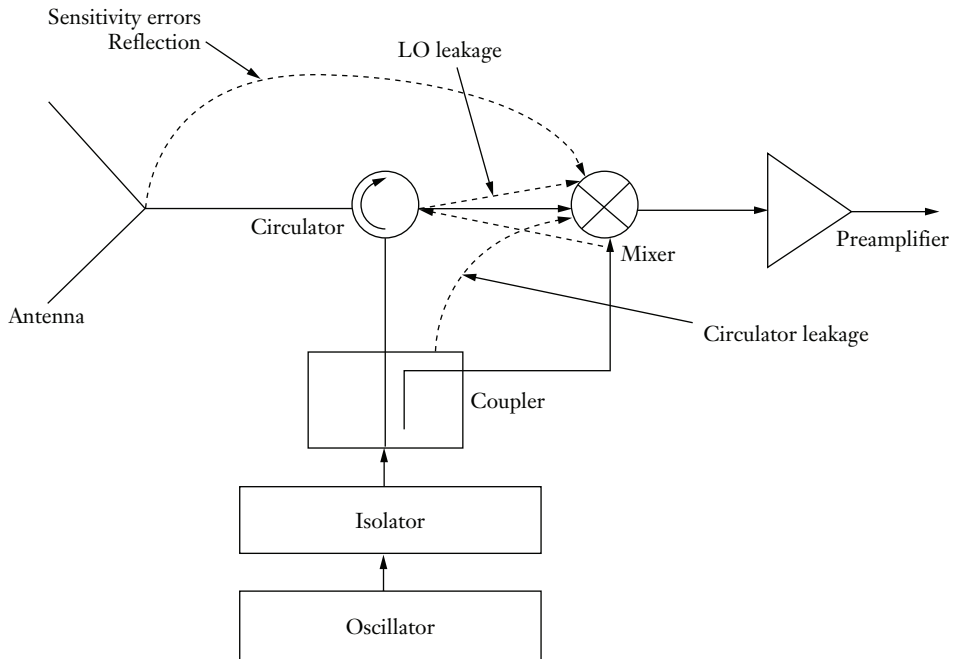 Sensitivity errors
Reflection
LO leakage
Circulator
Mixer
Preamplifier
Antenna
Circulator leakage
Coupler
Isolator
Oscillator